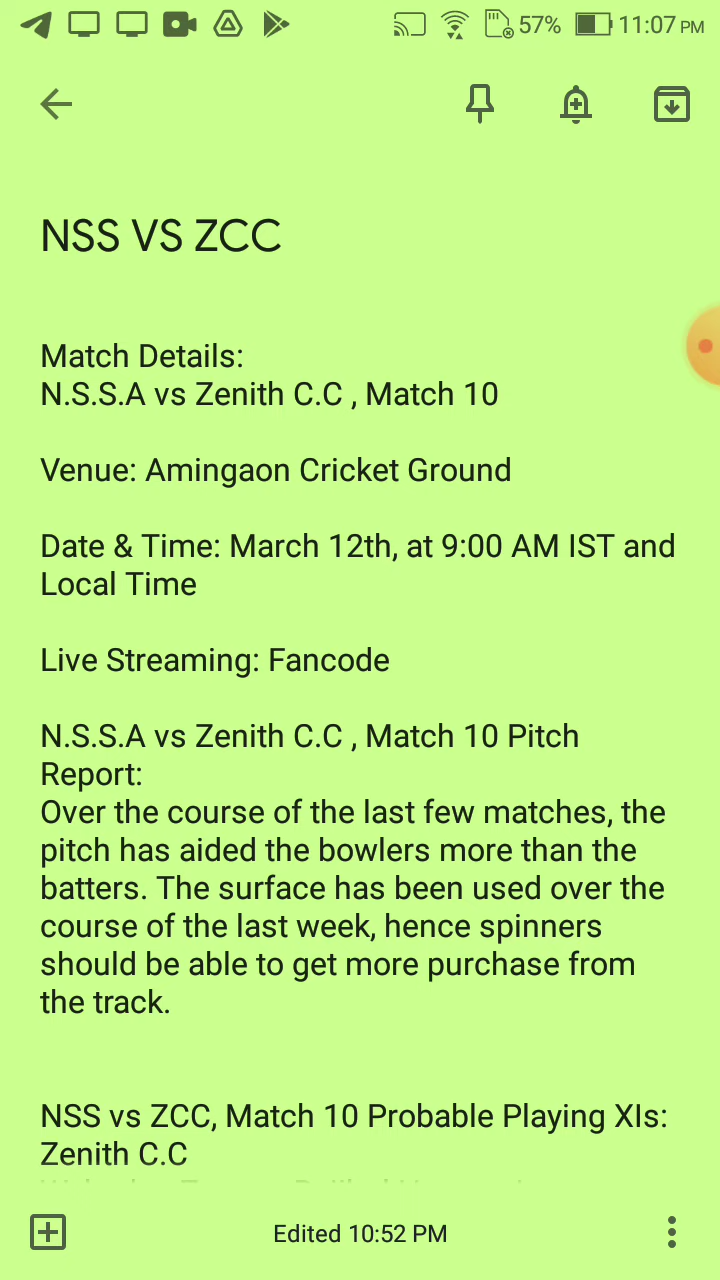 57% 11:07 PM
NSS VS ZCC
Match Details:
N.S.S.A vs Zenith C.C , Match 10
Venue: Amingaon Cricket Ground
Date & Time: March 12th, at 9:00 AM IST and
Local Time
Live Streaming: Fancode
N.S.S.A vs Zenith C.C , Match 10 Pitch
Report:
Over the course of the last few matches, the
pitch has aided the bowlers more than the
batters. The surface has been used over the
course of the last week, hence spinners
should be able to get more purchase from
the track.
NSS vs ZCC, Match 10 Probable Playing XIs:
Zenith C.C
Edited 10:52 PM